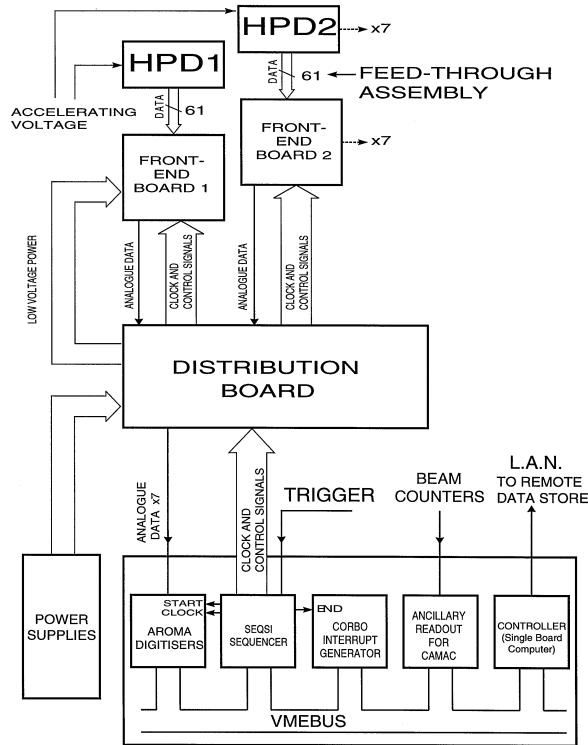 HPD2
x7
HPD1
DATA
61
FEED-THROUGH
ASSEMBLY
DATA
61
ACCELERATING
VOLTAGE
FRONT-
END
BOARD 2
x7
FRONT-
END
BOARD 1
LOW VOLTAGE POWER
ANALOGUE DATA
CLOCK AND
CONTROL SIGNALS
ANALOGUE DATA
CLOCK AND
CONTROL SIGNALS
DISTRIBUTION
BOARD
ANALOGUE
DATA x7
CLOCK AND
CONTROL SIGNALS
TRIGGER
BEAM
COUNTERS
L.A.N.
TO REMOTE
DATA STORE
POWER
SUPPLIES
START
CLOCK
END
AROMA
DIGITISERS
SEQSI
SEQUENCER
CORBO
INTERRUPT
GENERATOR
ANCILLARY
READOUT
FOR
CAMAC
CONTROLLER
(Single Board
Computer)
VMEBUS